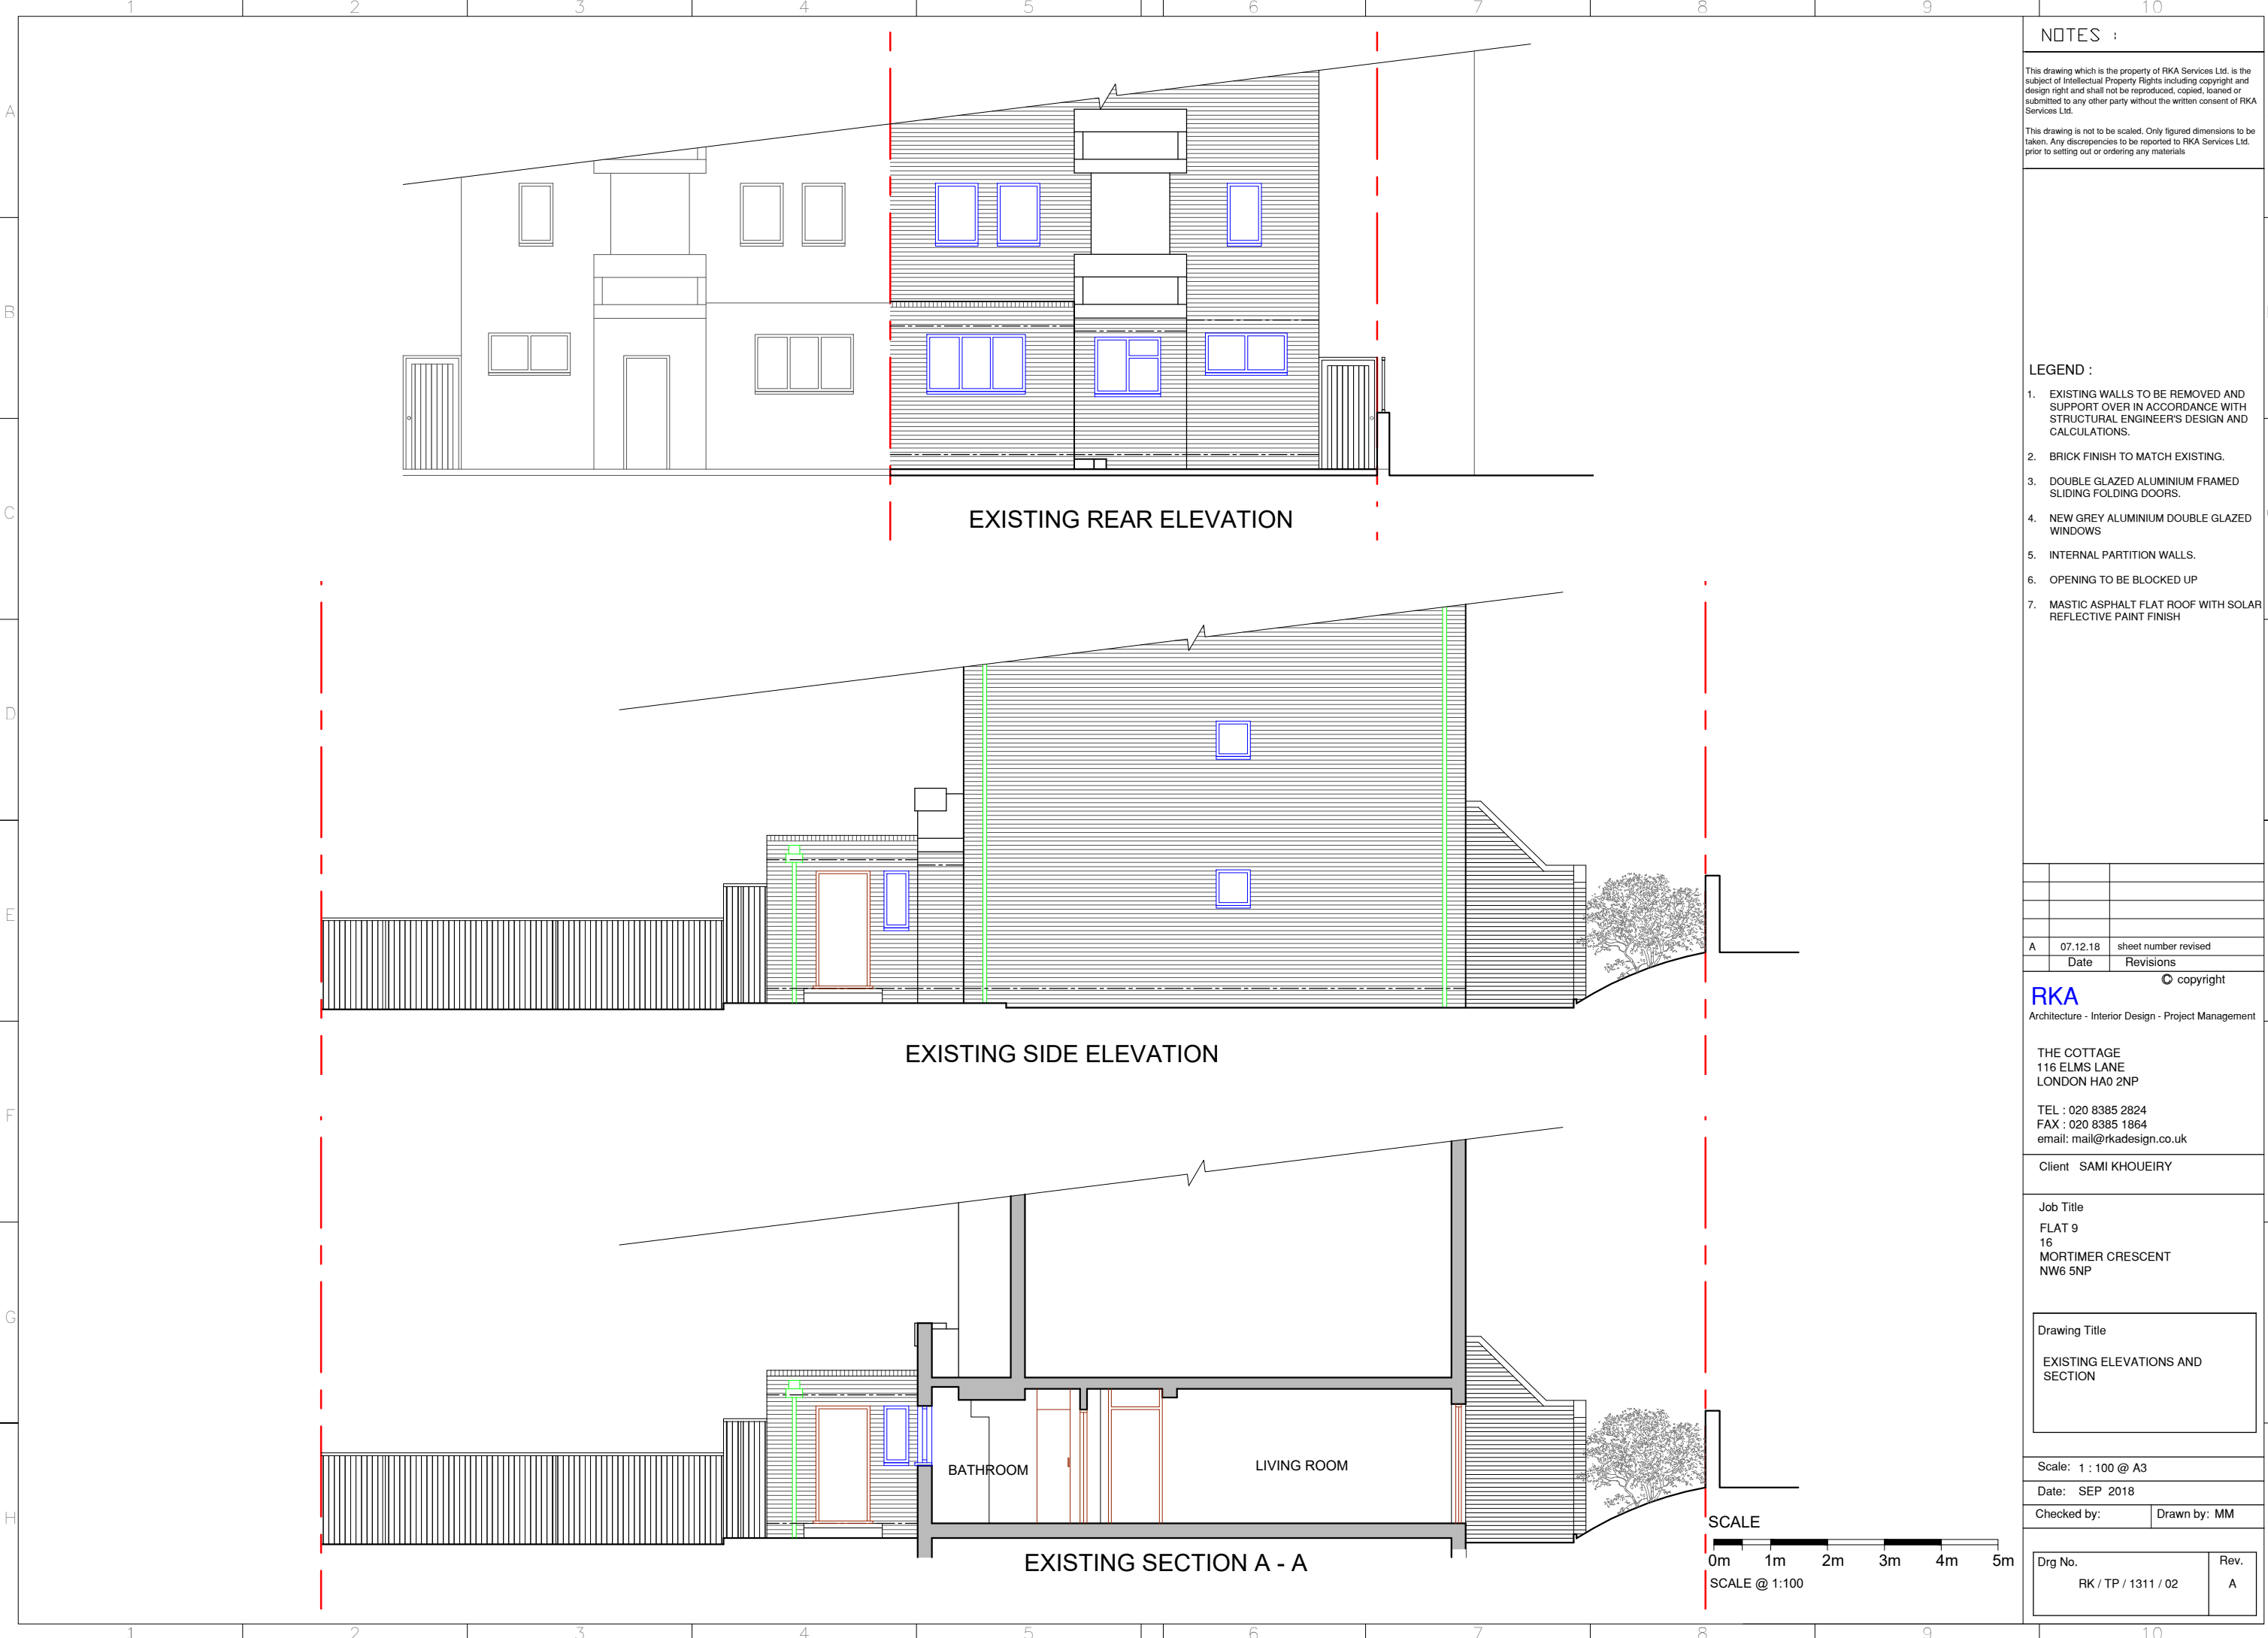 1 2 3 4 5 6 7 8 9 10
A
B
C
D
E
F
G
H
EXISTING REAR ELEVATION
EXISTING SIDE ELEVATION
BATHROOM
LIVING ROOM
EXISTING SECTION A - A
SCALE
0m 1m 2m 3m 4m 5m
SCALE @ 1:100
1 2 3 4 5 6 7 8 9 10
NOTES :
This drawing which is the property of RKA Services Ltd. is the
subject of Intellectual Property Rights including copyright and
design right and shall not be reproduced, copied, loaned or
submitted to any other party without the written consent of RKA
Services Ltd.
This drawing is not to be scaled. Only figured dimensions to be
taken. Any discrepencies to be reported to RKA Services Ltd.
prior to setting out or ordering any materials
LEGEND :
1. EXISTING WALLS TO BE REMOVED AND
SUPPORT OVER IN ACCORDANCE WITH
STRUCTURAL ENGINEER'S DESIGN AND
CALCULATIONS.
2. BRICK FINISH TO MATCH EXISTING.
3. DOUBLE GLAZED ALUMINIUM FRAMED
SLIDING FOLDING DOORS.
4. NEW GREY ALUMINIUM DOUBLE GLAZED
WINDOWS
5. INTERNAL PARTITION WALLS.
6. OPENING TO BE BLOCKED UP
7. MASTIC ASPHALT FLAT ROOF WITH SOLAR
REFLECTIVE PAINT FINISH
A 07.12.18 sheet number revised
Date Revisions
© copyright
RKA
Architecture - Interior Design - Project Management
THE COTTAGE
116 ELMS LANE
LONDON HA0 2NP
TEL : 020 8385 2824
FAX : 020 8385 1864
email: mail@rkadesign.co.uk
Client SAMI KHOUEIRY
Job Title
FLAT 9
16
MORTIMER CRESCENT
NW6 5NP
Drawing Title
EXISTING ELEVATIONS AND
SECTION
Scale: 1 : 100 @ A3
Date: SEP 2018
Checked by: Drawn by: MM
Drg No. Rev.
RK / TP / 1311 / 02 A